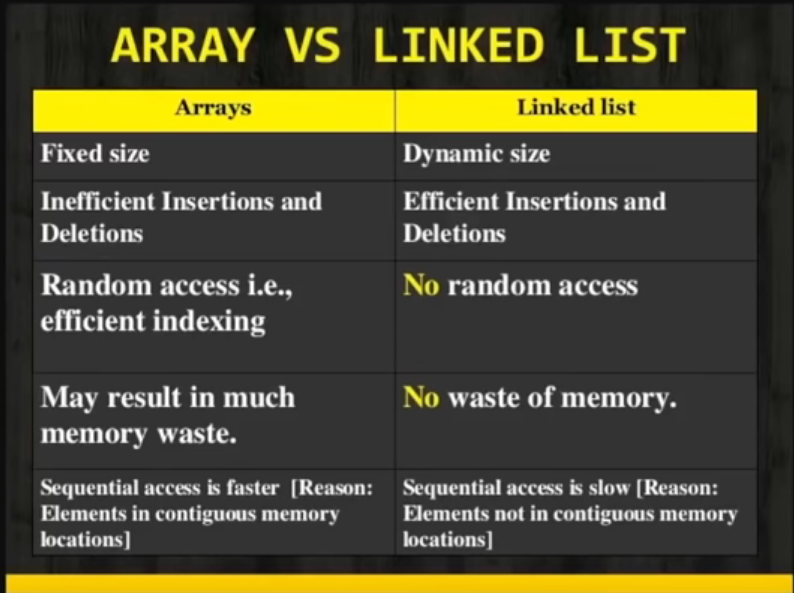 ARRAY VS LINKED LIST
Arrays
Linked list
Fixed size
Dynamic size
Inefficient Insertions and
Deletions
Efficient Insertions and
Deletions
Random access i.e.,
efficient indexing
No random access
May result in much
memory waste.
No waste of memory.
Sequential access is faster [Reason:
Elements in contiguous memory
locations]
Sequential access is slow [Reason:
Elements not in contiguous memory
locations]